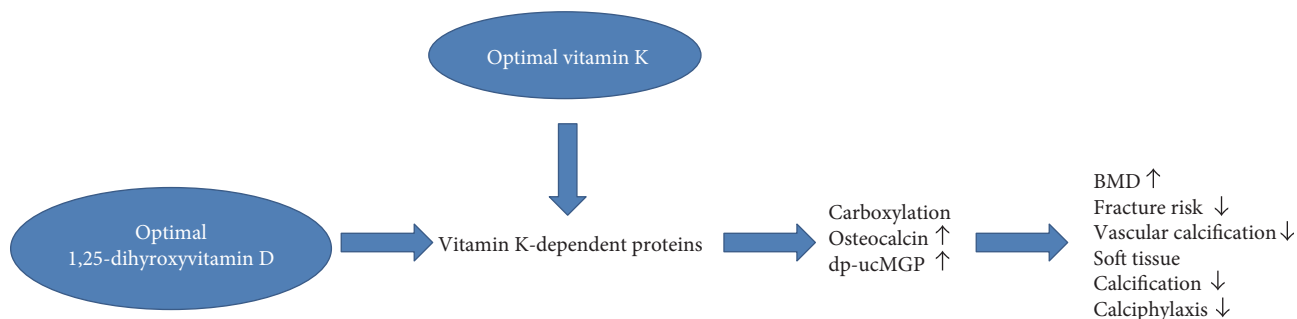 Optimal vitamin K
Optimal
1,25-dihyroxyvitamin D
Vitamin K-dependent proteins
Carboxylation
Osteocalcin ↑
dp-ucMGP ↑
BMD ↑
Fracture risk ↓
Vascular calcification ↓
Soft tissue
Calcification ↓
Calciphylaxis ↓